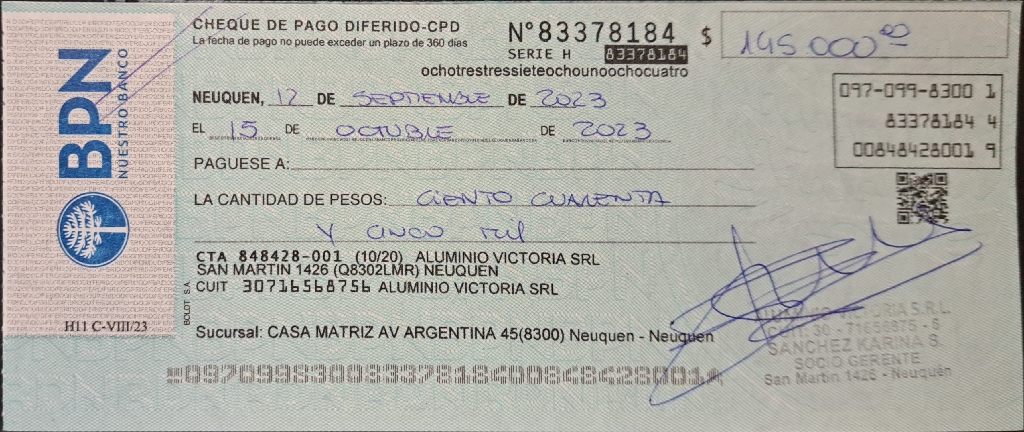 BPN
NUESTRO BANCO
H11 C-VIII/23
BOLDT S.A.
CHEQUE DE PAGO DIFERIDO-CPD
La fecha de pago no puede exceder un plazo de 360 días
N°83378184
SERIE H 83378184
ochotrestressieteochounoochocuatro
$ 145 000 00
NEUQUEN, 12 DE SEPTIEMBRE DE 2023
EL 15 DE OCTUBRE DE 2023
PAGUESE A:
LA CANTIDAD DE PESOS: CIENTO CUARENTA
Y CINCO MIL
097-099-8300 1
83378184 4
00848428001 9
CTA 848428-001 (10/20) ALUMINIO VICTORIA SRL
SAN MARTIN 1426 (Q8302LMR) NEUQUEN
CUIT 30716568756 ALUMINIO VICTORIA SRL
Sucursal: CASA MATRIZ AV ARGENTINA 45(8300) Neuquen - Neuquen
S.R.L.
30 - 71656875 - 6
SANCHEZ KARINA S.
SOCIO GERENTE
San Martin 1426 - Neuquén
09709983008337818400848428001